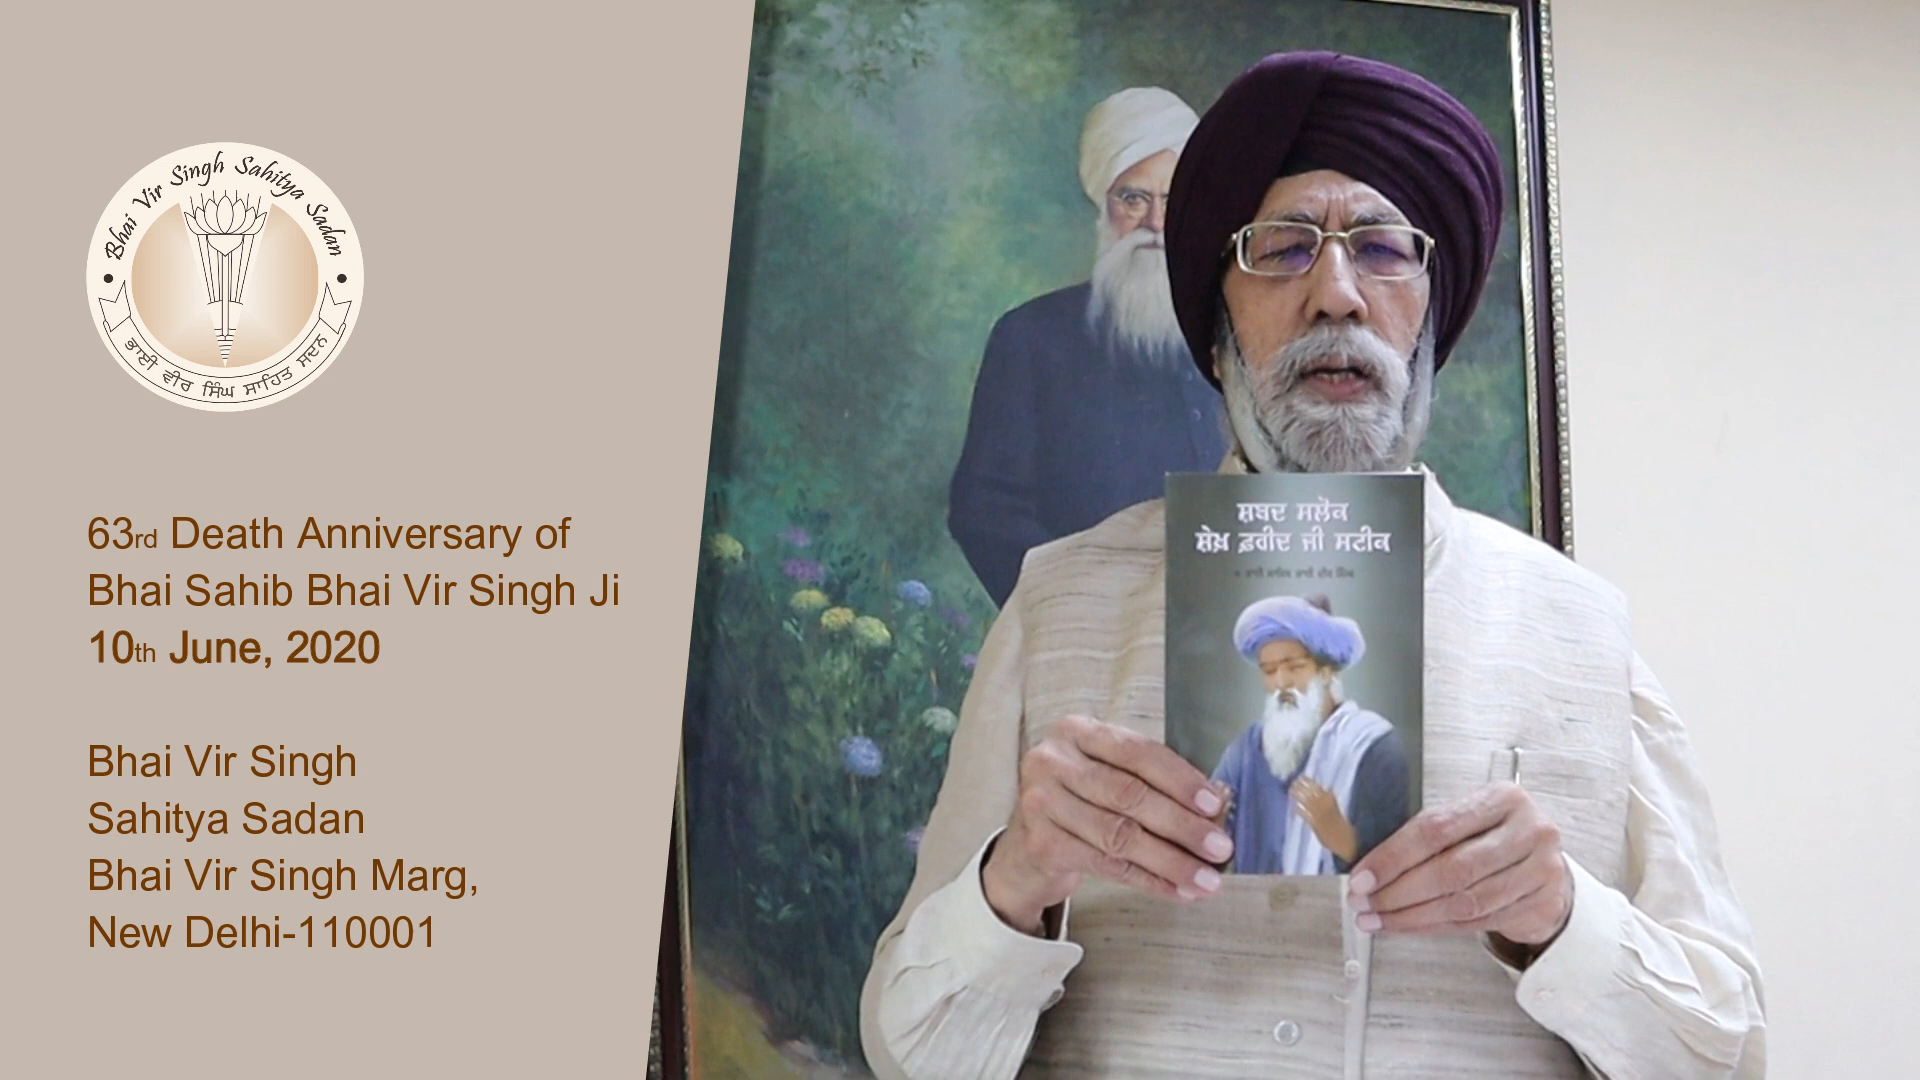 Bhai Vir Singh Sahitya Sadan
ਭਾਈ ਵੀਰ ਸਿੰਘ ਸਾਹਿਤ ਸਦਨ
63rd Death Anniversary of
Bhai Sahib Bhai Vir Singh Ji
10th June, 2020
Bhai Vir Singh
Sahitya Sadan
Bhai Vir Singh Marg,
New Delhi-110001
ਸ਼ਬਦ ਸਲੋਕ
ਸ਼ੇਖ਼ ਫ਼ਰੀਦ ਜੀ ਸਟੀਕ
ਭਾਈ ਸਾਹਿਬ ਭਾਈ ਵੀਰ ਸਿੰਘ